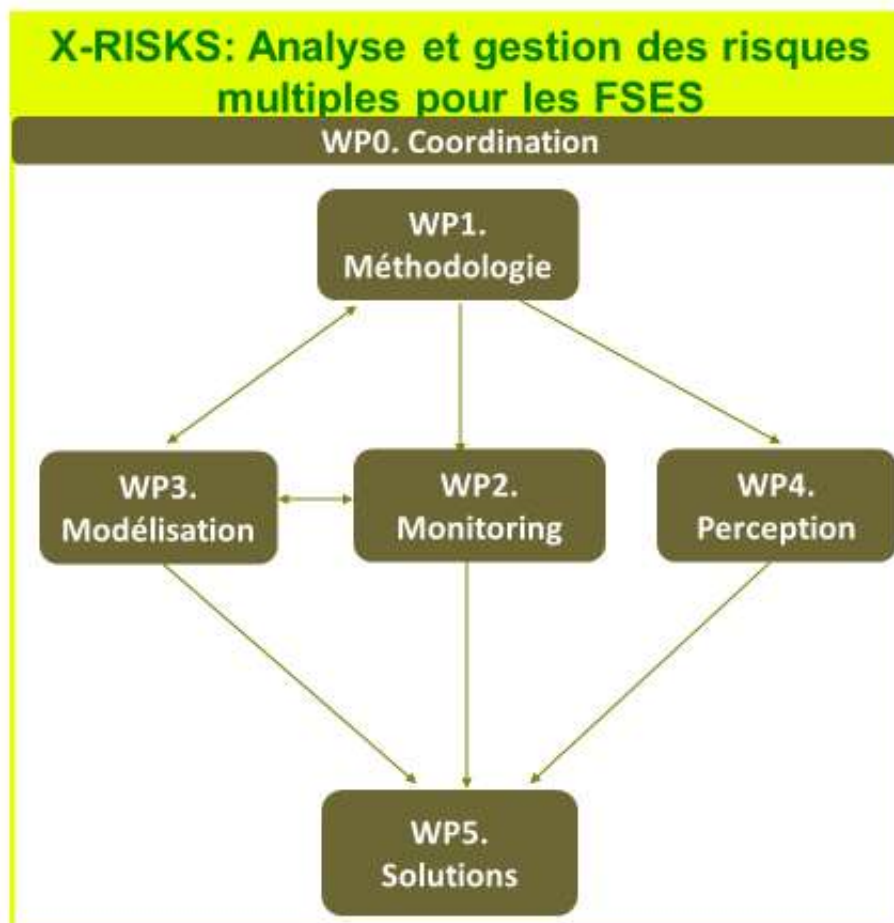 X-RISKS: Analyse et gestion des risques
multiples pour les FSES
WP0. Coordination
WP1.
Méthodologie
WP3.
Modélisation
WP2.
Monitoring
WP4.
Perception
WP5.
Solutions